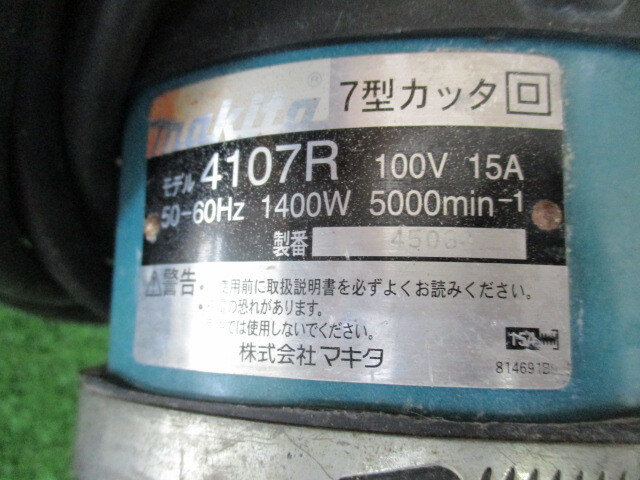 makita®
7型カッタ
モデル 4107R 100V 15A
50-60Hz 1400W 5000min-1
製番 4503
警告・使用前に取扱説明書を必ずよくお読みください。
の恐れがあります。
では使用しないでください。
15A
株式会社 マキタ
814691B